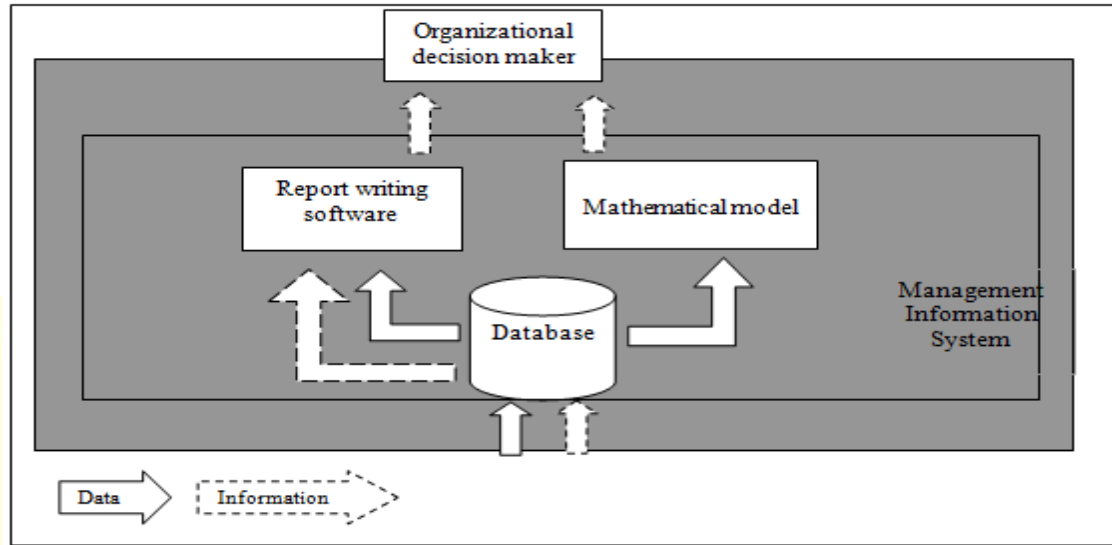 Organizational
decision maker
Report writing
software
Mathematical model
Database
Management
Information
System
Data
Information